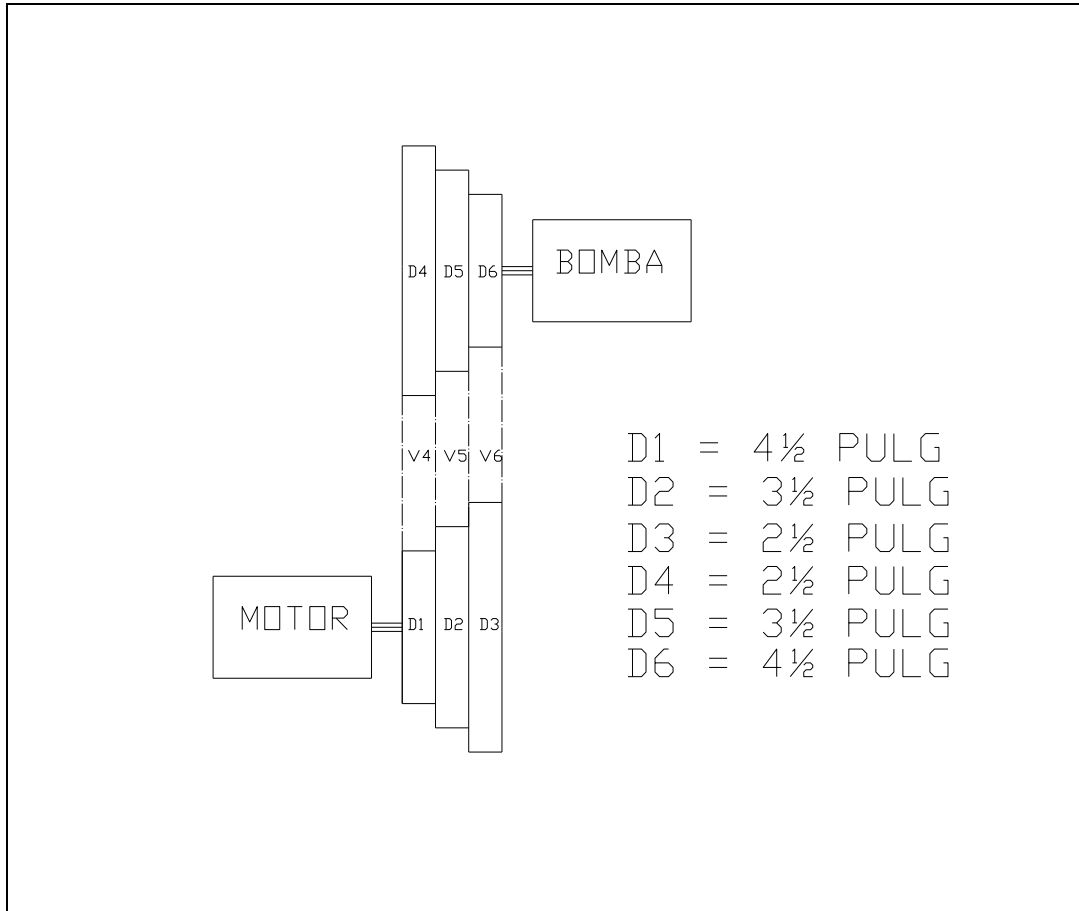 D4 D5 D6
BOMBA
V4 V5 V6
D1 = 4½ PULG
D2 = 3½ PULG
D3 = 2½ PULG
D4 = 2½ PULG
D5 = 3½ PULG
D6 = 4½ PULG
MOTOR
D1 D2 D3